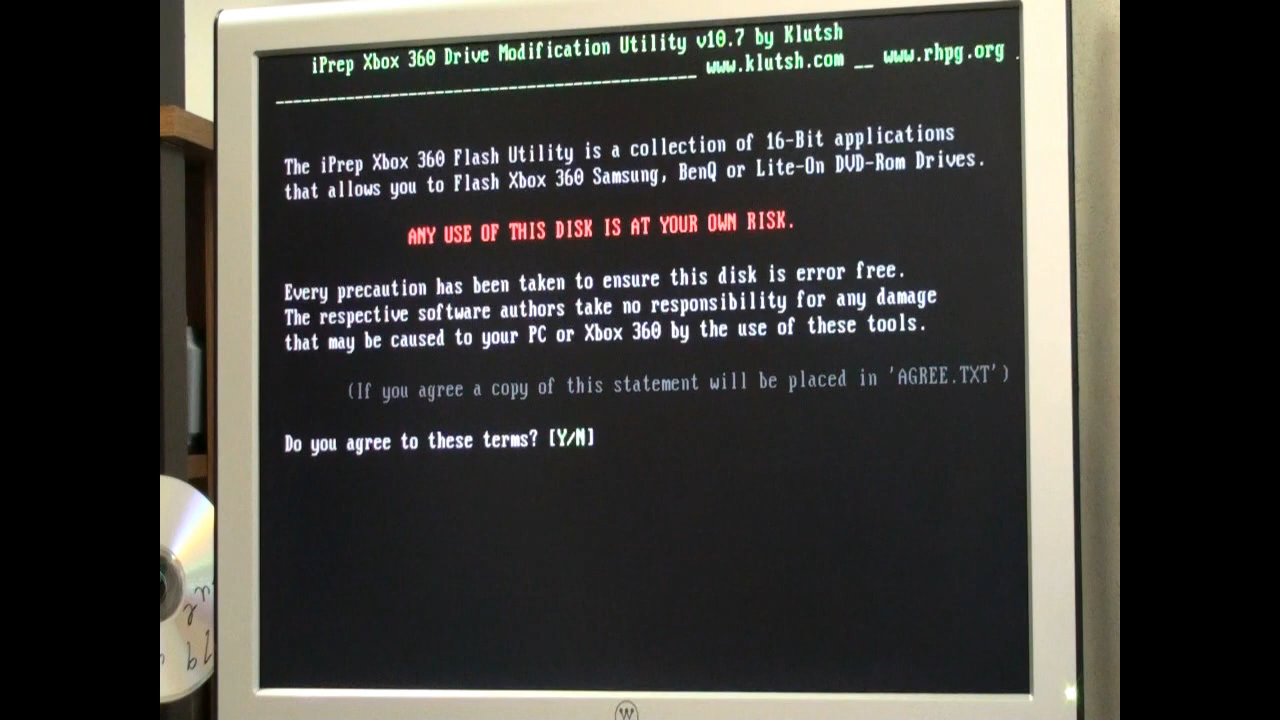 iPrep Xbox 360 Drive Modification Utility v10.7 by Klutsh
www.klutsh.com __ www.rhpg.org .
The iPrep Xbox 360 Flash Utility is a collection of 16-Bit applications
that allows you to Flash Xbox 360 Samsung, BenQ or Lite-On DVD-Rom Drives.
ANY USE OF THIS DISK IS AT YOUR OWN RISK.
Every precaution has been taken to ensure this disk is error free.
The respective software authors take no responsibility for any damage
that may be caused to your PC or Xbox 360 by the use of these tools.
(If you agree a copy of this statement will be placed in 'AGREE.TXT')
Do you agree to these terms? [Y/N]
W